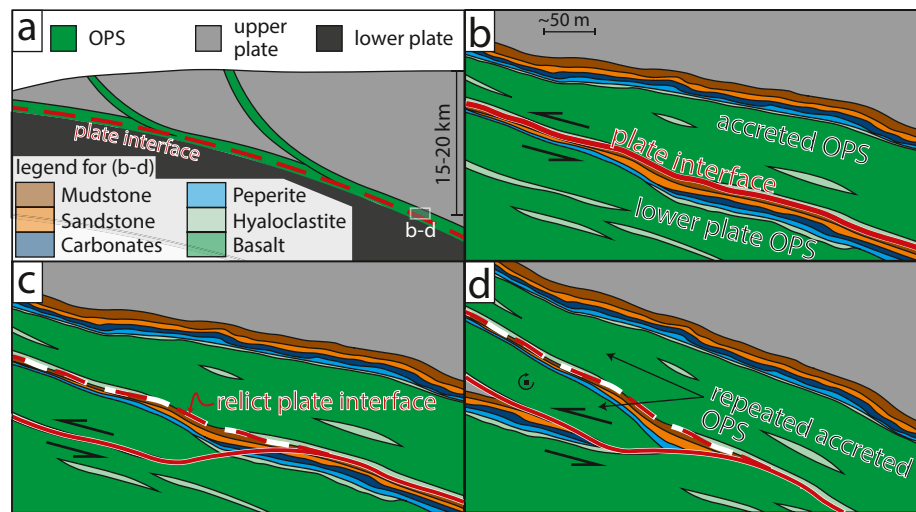 a
OPS
upper
plate
lower plate
plate interface
15-20 km
b-d
legend for (b-d)
Mudstone
Peperite
Sandstone
Hyaloclastite
Carbonates
Basalt
b
~50 m
accreted OPS
plate interface
lower plate OPS
c
relict plate interface
d
repeated accreted
OPS